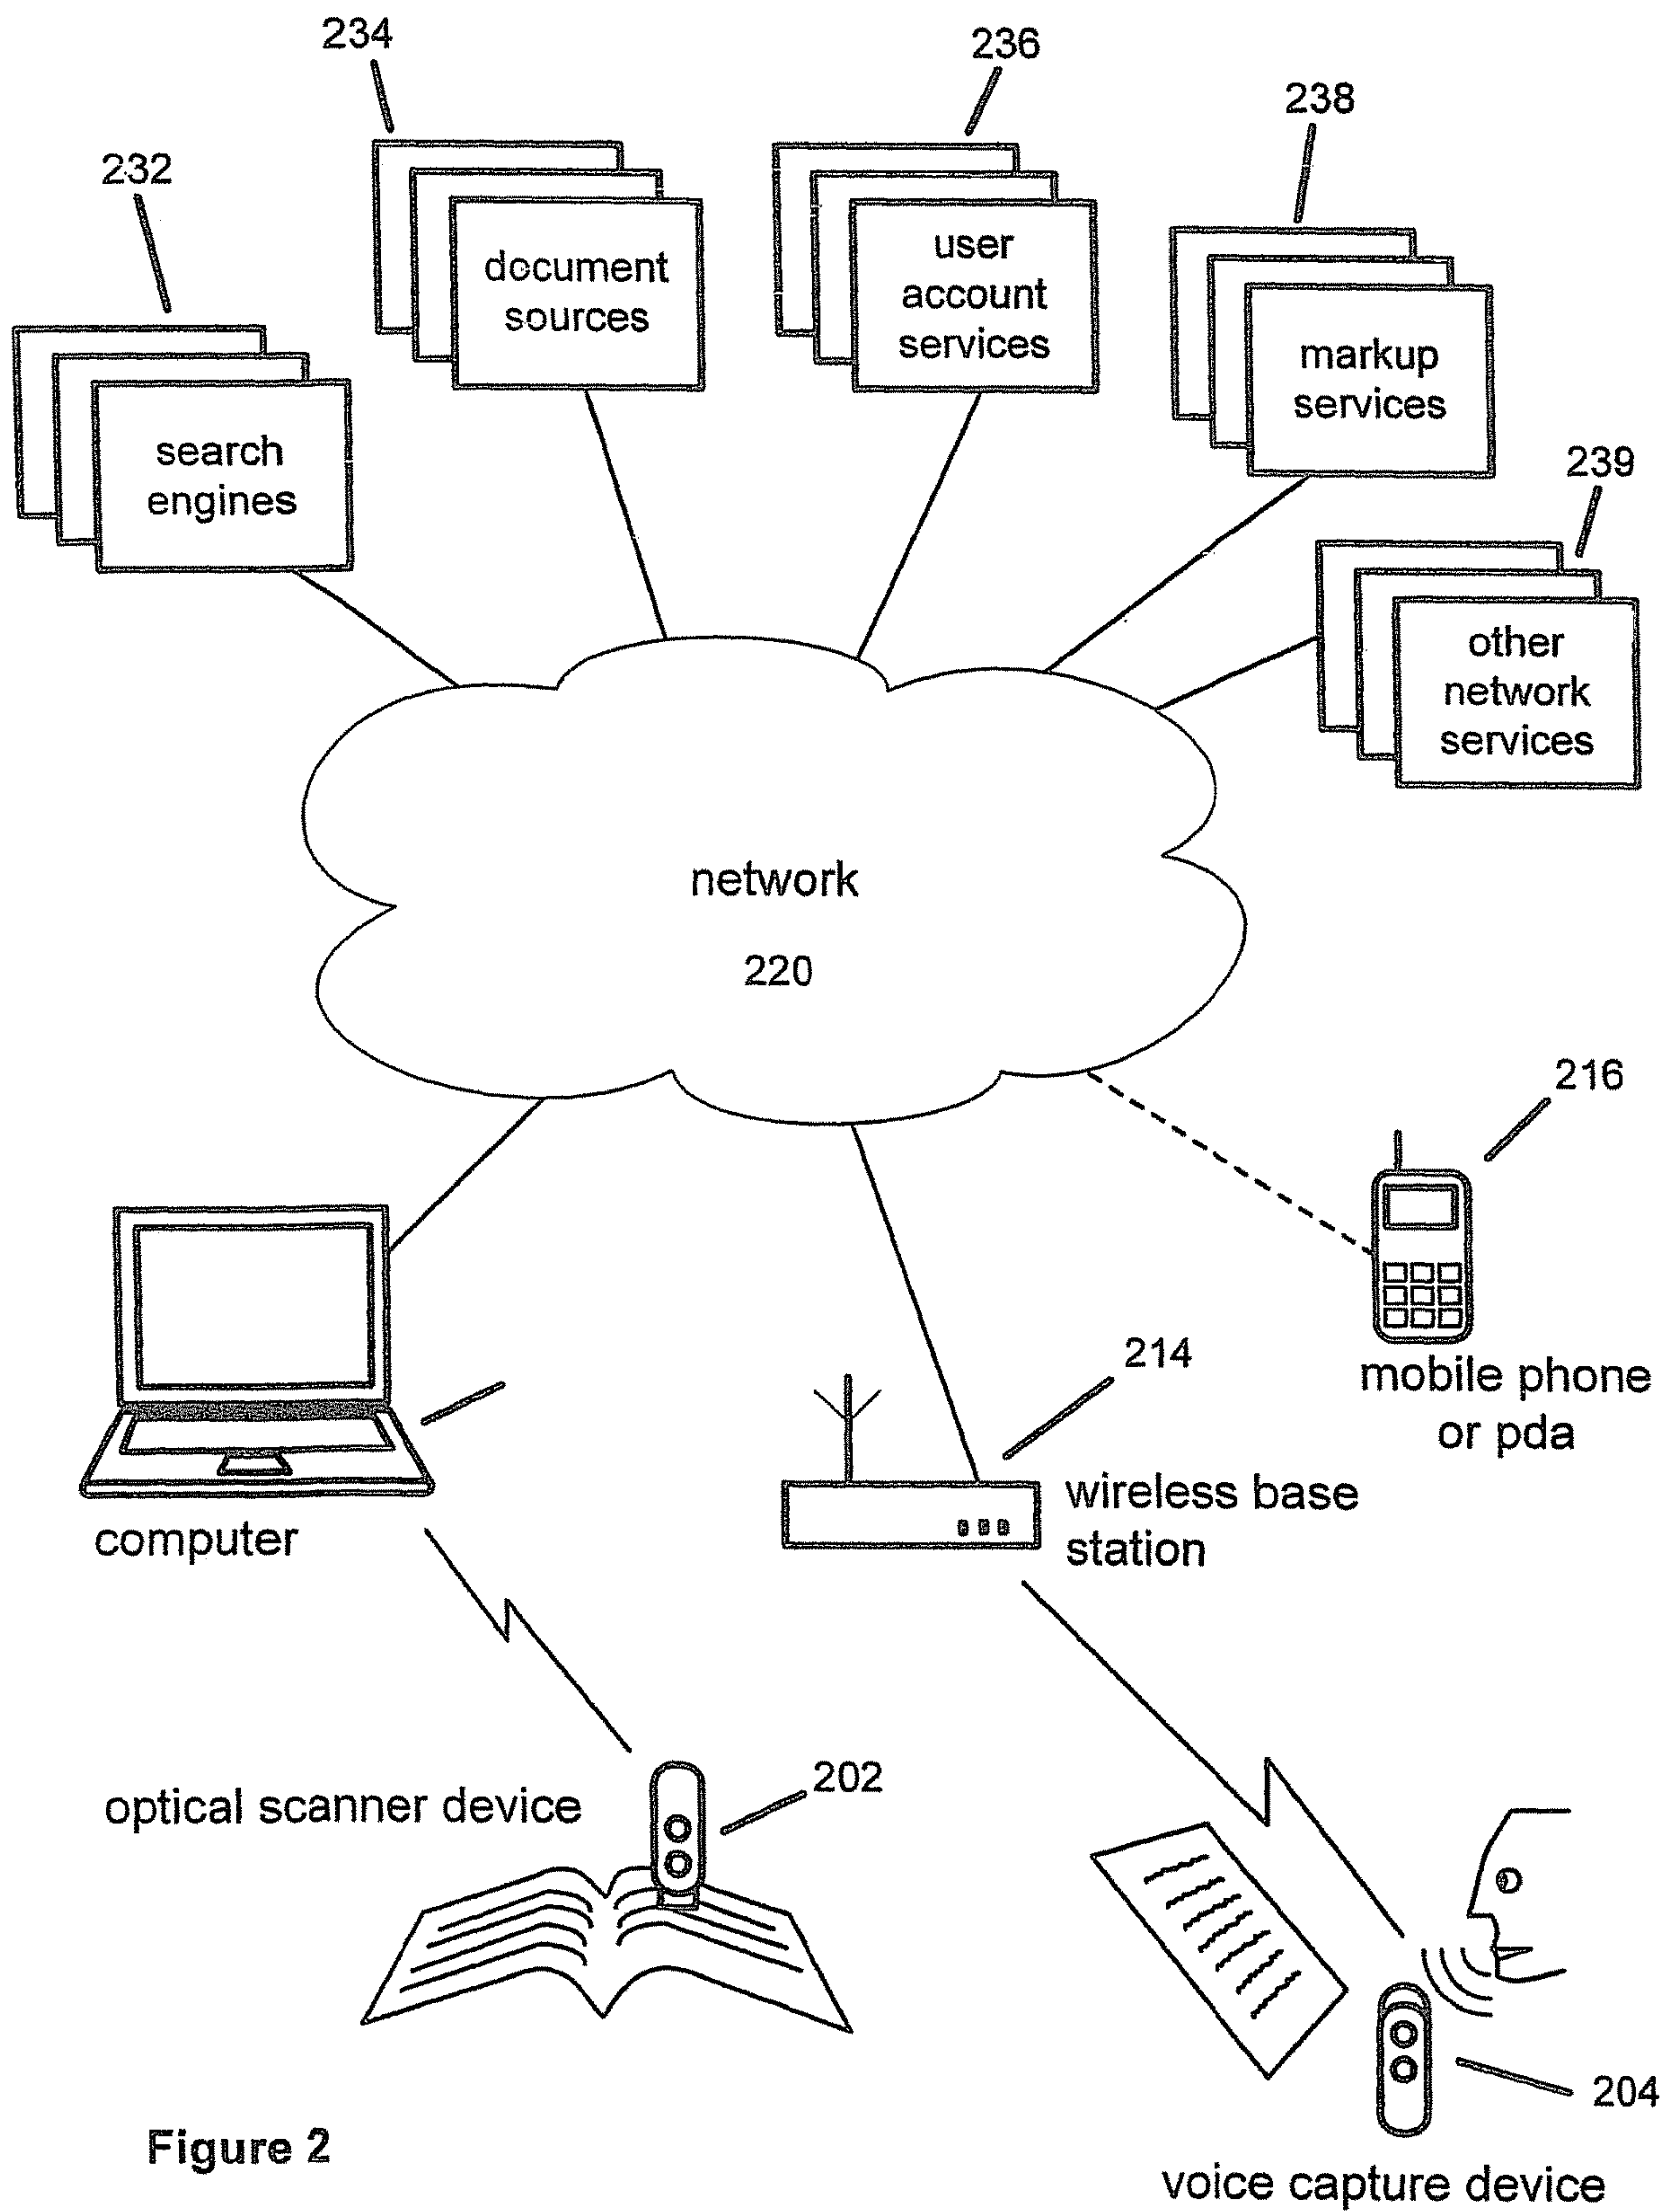 234
236
238
232
document
sources
user
account
services
markup
services
search
engines
239
other
network
services
network
220
216
mobile phone
or pda
214
wireless base
station
computer
optical scanner device
202
204
voice capture device
Figure 2